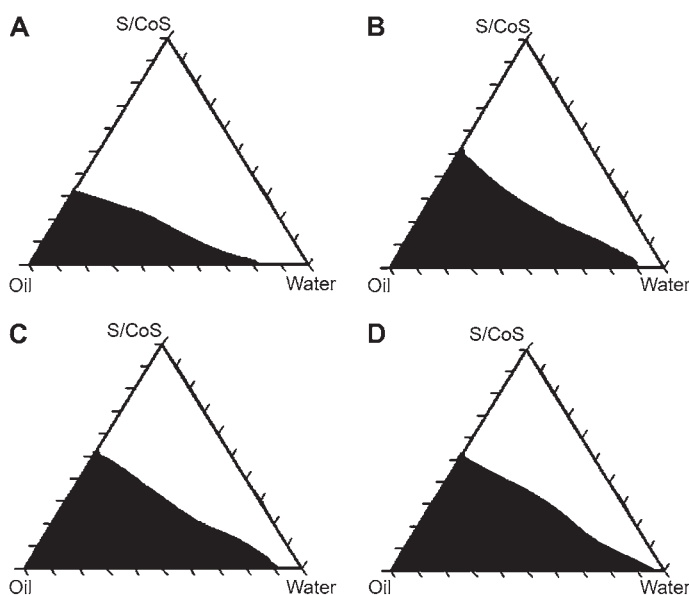 A
S/CoS
Oil
Water
B
S/CoS
Oil
Water
C
S/CoS
Oil
Water
D
S/CoS
Oil
Water